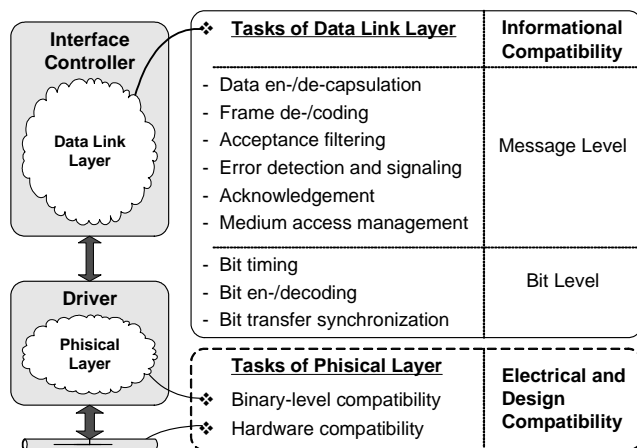 Interface
Controller
Data Link
Layer
Driver
Phisical
Layer
Tasks of Data Link Layer
Informational
Compatibility
- Data en-/de-capsulation
- Frame de-/coding
- Acceptance filtering
- Error detection and signaling
- Acknowledgement
- Medium access management
Message Level
- Bit timing
- Bit en-/decoding
- Bit transfer synchronization
Bit Level
Tasks of Phisical Layer
Binary-level compatibility
Hardware compatibility
Electrical and
Design
Compatibility